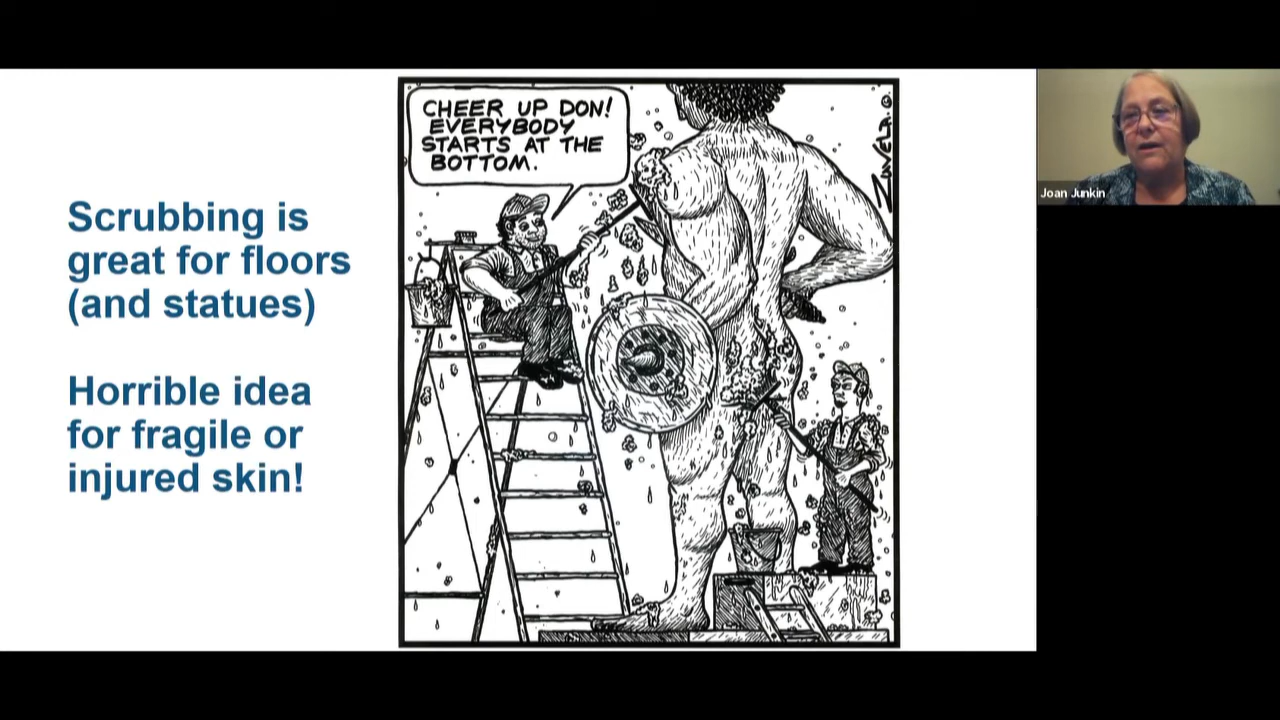 Scrubbing is
great for floors
(and statues)
Horrible idea
for fragile or
injured skin!
CHEER UP DON!
EVERYBODY
STARTS AT THE
BOTTOM.
Joan Junkin